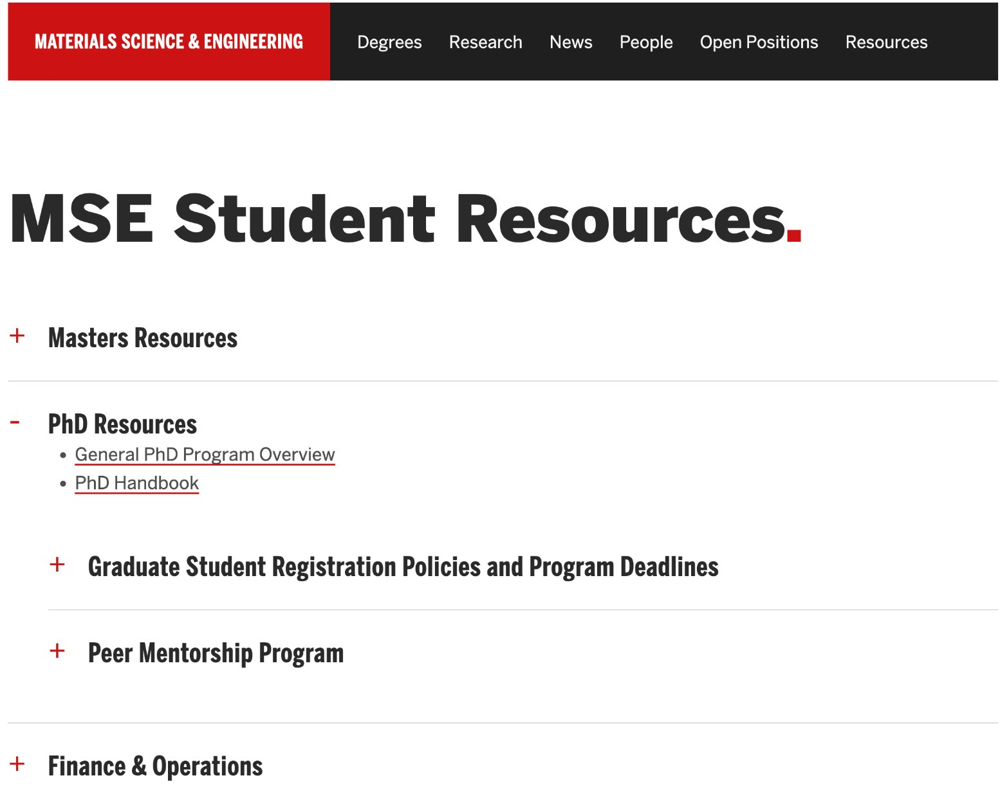 MATERIALS SCIENCE & ENGINEERING Degrees Research News People Open Positions Resources
MSE Student Resources.
+ Masters Resources
- PhD Resources
• General PhD Program Overview
• PhD Handbook
+ Graduate Student Registration Policies and Program Deadlines
+ Peer Mentorship Program
+ Finance & Operations